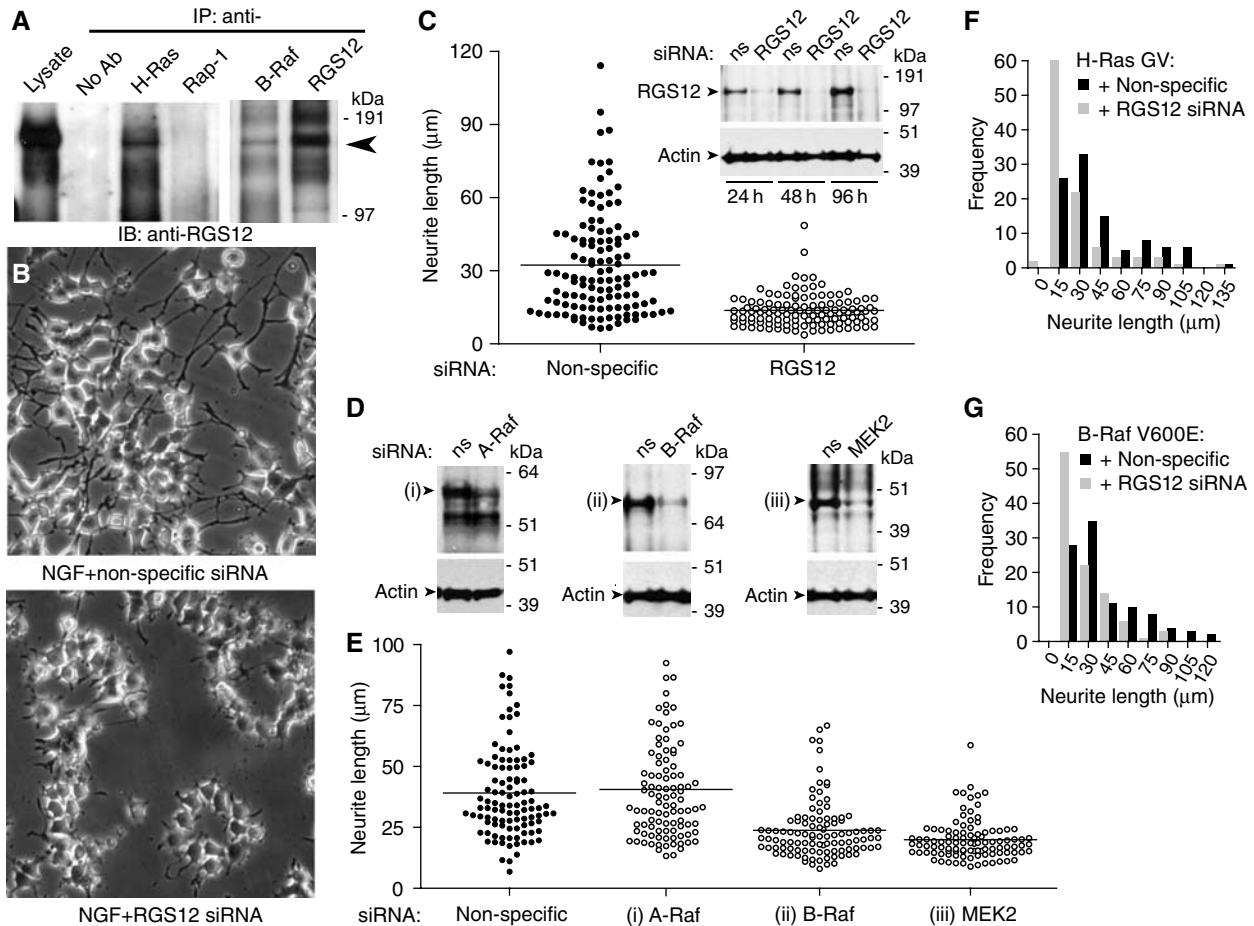 A
IP: anti-
Lysate
No Ab
H-Ras
Rap-1
B-Raf
RGS12
kDa
- 191
- 97
IB: anti-RGS12
B
NGF+non-specific siRNA
NGF+RGS12 siRNA
C
Neurite length (μm)
120
90
60
30
0
siRNA:
Non-specific
RGS12
siRNA:
ns
RGS12
ns
RGS12
ns
RGS12
kDa
- 191
RGS12
- 97
- 51
Actin
- 39
24 h
48 h
96 h
D
siRNA:
ns
A-Raf
kDa
- 64
(i)
- 51
- 51
Actin
- 39
ns
B-Raf
kDa
- 97
(ii)
- 64
- 51
Actin
- 39
ns
MEK2
kDa
- 51
(iii)
- 39
- 51
Actin
- 39
E
Neurite length (μm)
100
75
50
25
0
siRNA:
Non-specific
(i) A-Raf
(ii) B-Raf
(iii) MEK2
F
H-Ras GV:
+ Non-specific
+ RGS12 siRNA
Frequency
60
50
40
30
20
10
0
0
15
30
45
60
75
90
105
120
135
Neurite length (μm)
G
B-Raf V600E:
+ Non-specific
+ RGS12 siRNA
Frequency
60
50
40
30
20
10
0
0
15
30
45
60
75
90
105
120
Neurite length (μm)